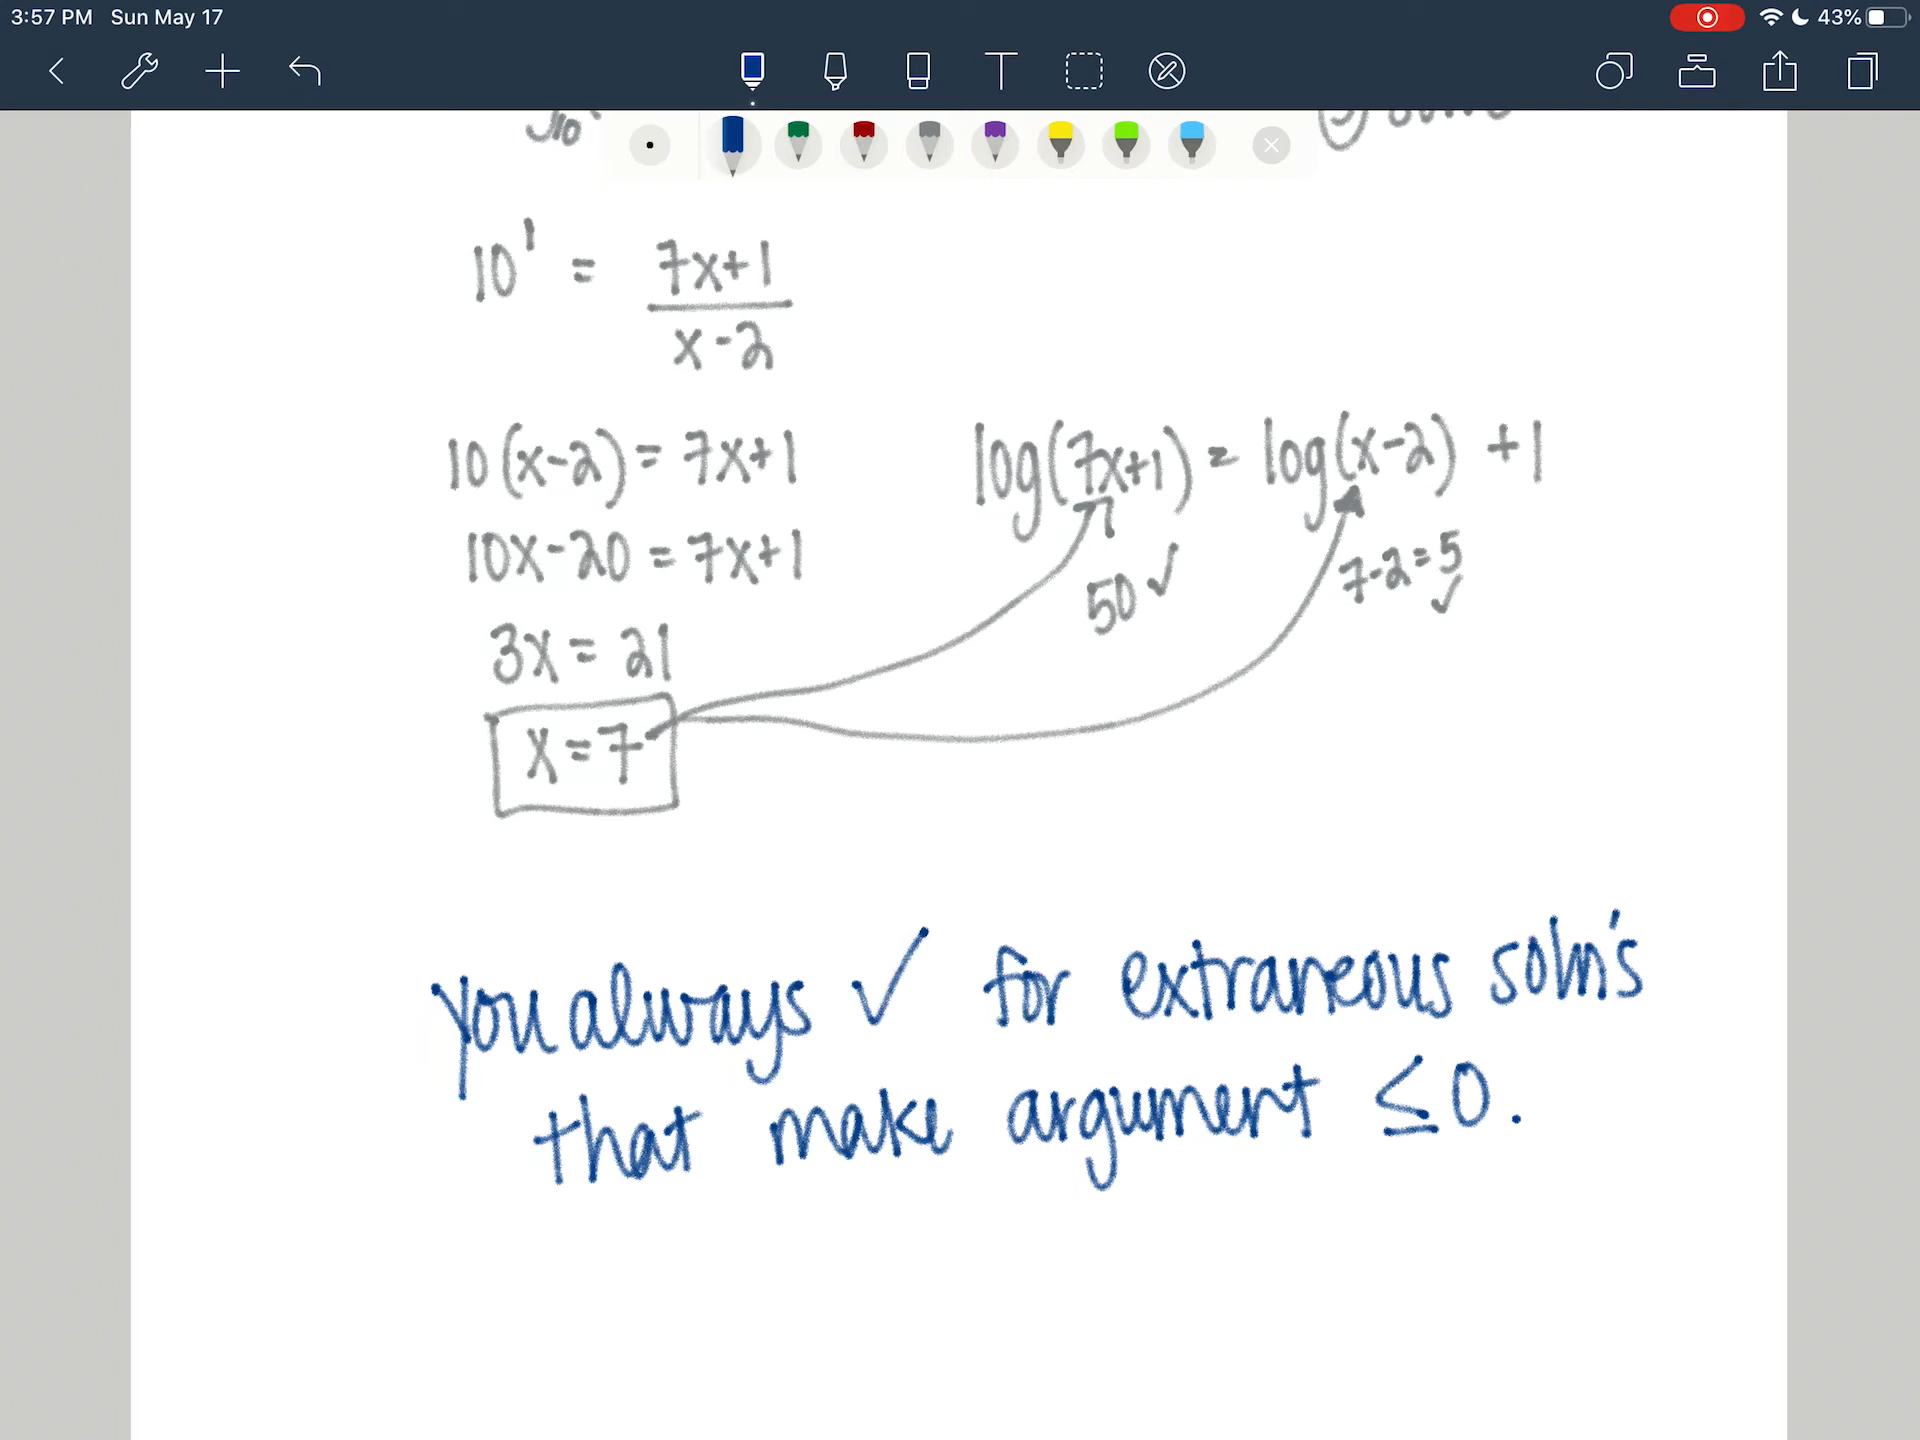 3:57 PM Sun May 17
43%
10¹ = 7x+1
x-2
10(x-2) = 7x+1
log(7x+1) = log(x-2) +1
10x-20 = 7x+1
50 ✓
7-2=5 ✓
3x = 21
x=7
you always ✓ for extraneous soln's
that make argument ≤ 0.